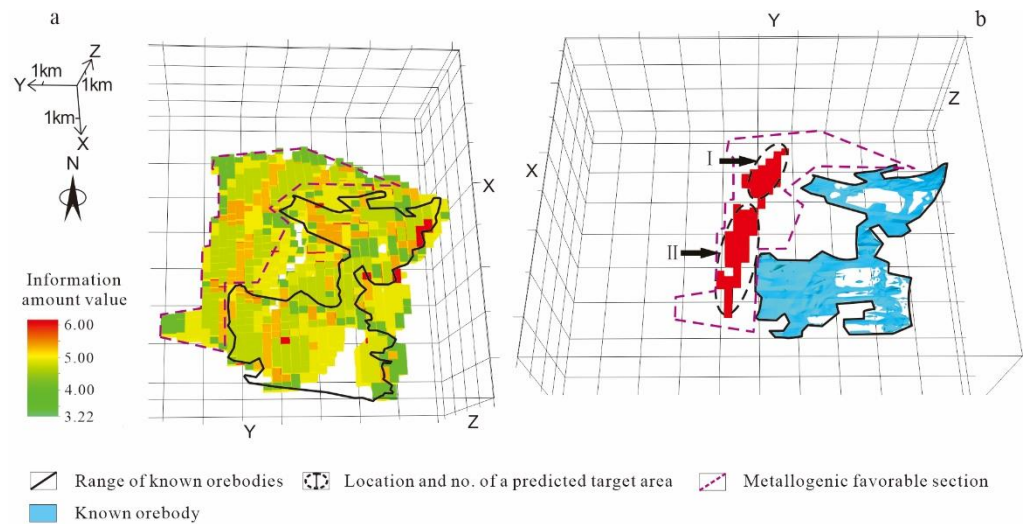 a
Z
1km
Y
1km
1km
X
N
X
Information
amount value
6.00
5.00
4.00
3.22
Y
Z
Y
b
Z
X
I
II
Range of known orebodies
I
Location and no. of a predicted target area
Metallogenic favorable section
Known orebody